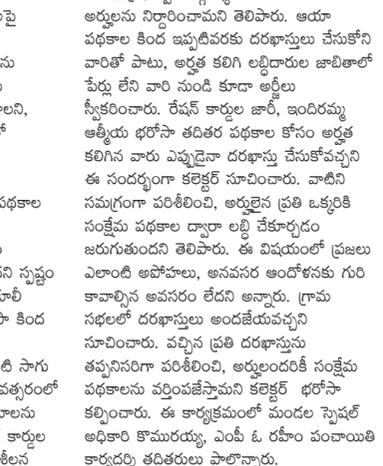 అర్హులను నిర్ధారించామని తెలిపారు. ఆయా
పథకాల కింద ఇప్పటివరకు దరఖాస్తులు చేసుకోని
వారితో పాటు, అర్హత కలిగి లబ్ధిదారుల జాబితాలో
పేర్లు లేని వారి నుండి కూడా అర్జీలు
స్వీకరించారు. రేషన్ కార్డుల జారీ, ఇందిరమ్మ
ఆత్మీయ భరోసా తదితర పథకాల కోసం అర్హత
కలిగిన వారు ఎప్పుడైనా దరఖాస్తు చేసుకోవచ్చని
ఈ సందర్భంగా కలెక్టర్ సూచించారు. వాటిని
సమగ్రంగా పరిశీలించి, అర్హులైన ప్రతి ఒక్కరికి
సంక్షేమ పథకాల ద్వారా లబ్ధి చేకూర్చడం
జరుగుతుందని తెలిపారు. ఈ విషయంలో ప్రజలు
ఎలాంటి అపోహలు, అనవసర ఆందోళనకు గురి
కావాల్సిన అవసరం లేదని అన్నారు. గ్రామ
సభలలో దరఖాస్తులు అందజేయవచ్చని
సూచించారు. వచ్చిన ప్రతి దరఖాస్తును
తప్పనిసరిగా పరిశీలించి, అర్హులందరికీ సంక్షేమ
పథకాలను వర్తింపజేస్తామని కలెక్టర్ భరోసా
కల్పించారు. ఈ కార్యక్రమంలో మండల స్పెషల్
అధికారి కొమురయ్య, ఎంపీ ఓ రహీం పంచాయితి
కార్యదర్శి తదితరులు పాల్గొన్నారు.